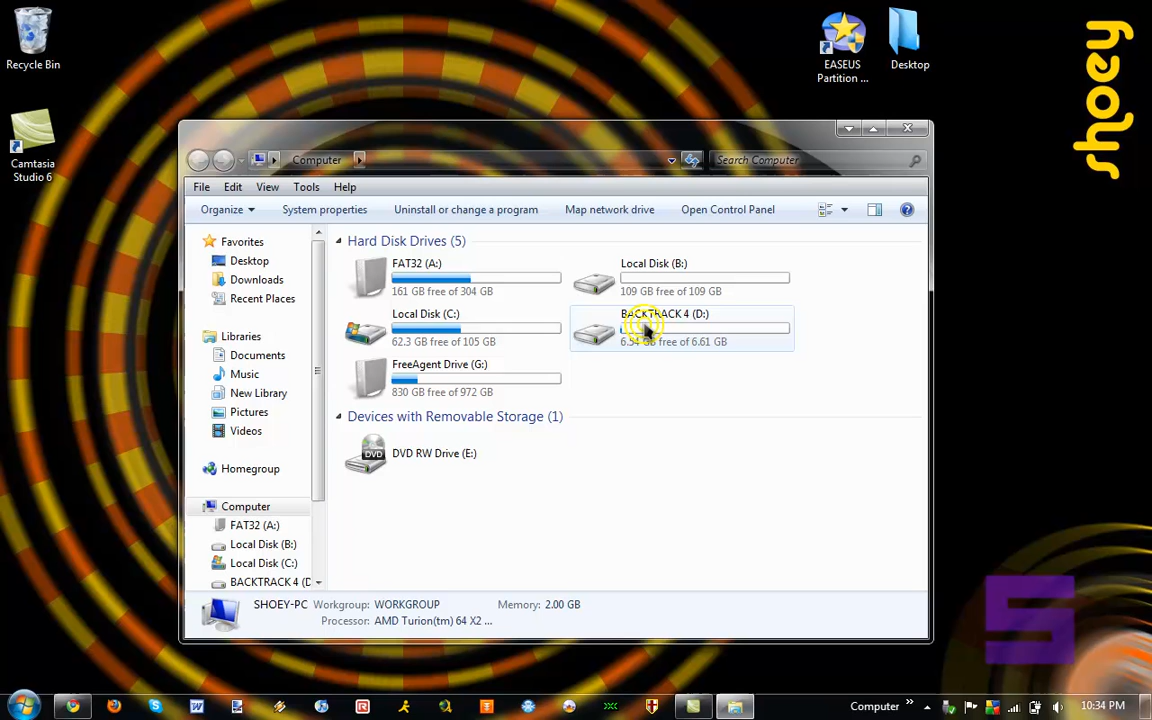 Recycle Bin
EASEUS
Partition ...
Desktop
shoey
Camtasia
Studio 6
Computer
Search Computer
File Edit View Tools Help
Organize System properties Uninstall or change a program Map network drive Open Control Panel
Favorites
Desktop
Downloads
Recent Places
Libraries
Documents
Music
New Library
Pictures
Videos
Homegroup
Computer
FAT32 (A:)
Local Disk (B:)
Local Disk (C:)
BACKTRACK 4 (D
Hard Disk Drives (5)
FAT32 (A:)
161 GB free of 304 GB
Local Disk (B:)
109 GB free of 109 GB
Local Disk (C:)
62.3 GB free of 105 GB
BACKTRACK 4 (D:)
6.54 GB free of 6.61 GB
FreeAgent Drive (G:)
830 GB free of 972 GB
Devices with Removable Storage (1)
DVD
DVD RW Drive (E:)
SHOEY-PC Workgroup: WORKGROUP Memory: 2.00 GB
Processor: AMD Turion(tm) 64 X2 ...
S
Computer »
10:34 PM